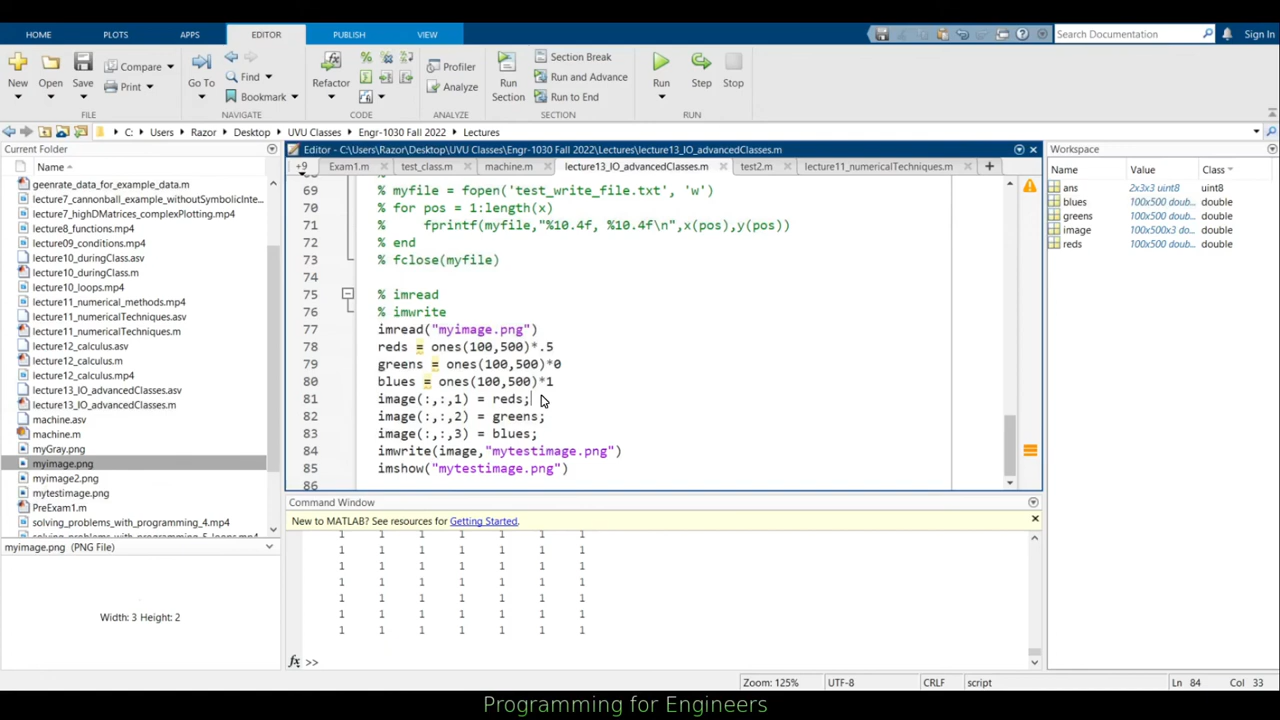 HOME PLOTS APPS EDITOR PUBLISH VIEW Search Documentation Sign In
New Open Save Compare Print Go To Find Bookmark Refactor Profiler Analyze Run Section Section Break Run and Advance Run to End Run Step Stop
FILE NAVIGATE CODE ANALYZE SECTION RUN
C: Users Razor Desktop UVU Classes Engr-1030 Fall 2022 Lectures
Current Folder
Name
geenrate_data_for_example_data.m
lecture7_cannonball_example_withoutSymbolicInte...
lecture7_highDMatrices_complexPlotting.mp4
lecture8_functions.mp4
lecture09_conditions.mp4
lecture10_duringClass.asv
lecture10_duringClass.m
lecture10_loops.mp4
lecture11_numerical_methods.mp4
lecture11_numericalTechniques.asv
lecture11_numericalTechniques.m
lecture12_calculus.asv
lecture12_calculus.m
lecture12_calculus.mp4
lecture13_IO_advancedClasses.asv
lecture13_IO_advancedClasses.m
machine.asv
machine.m
myGray.png
myimage.png
myimage2.png
mytestimage.png
PreExam1.m
solving_problems_with_programming_4.mp4
myimage.png (PNG File)
Width: 3 Height: 2
Editor - C:\Users\Razor\Desktop\UVU Classes\Engr-1030 Fall 2022\Lectures\lecture13_IO_advancedClasses.m
+9 Exam1.m test_class.m machine.m lecture13_IO_advancedClasses.m test2.m lecture11_numericalTechniques.m
69 % myfile = fopen('test_write_file.txt', 'w')
70 % for pos = 1:length(x)
71 %     fprintf(myfile,"%10.4f, %10.4f\n",x(pos),y(pos))
72 % end
73 % fclose(myfile)
74
75 % imread
76 % imwrite
77 imread("myimage.png")
78 reds = ones(100,500)*.5
79 greens = ones(100,500)*0
80 blues = ones(100,500)*1
81 image(:,:,1) = reds;
82 image(:,:,2) = greens;
83 image(:,:,3) = blues;
84 imwrite(image,"mytestimage.png")
85 imshow("mytestimage.png")
86
Command Window
New to MATLAB? See resources for Getting Started.
1 1 1 1 1 1 1
1 1 1 1 1 1 1
1 1 1 1 1 1 1
1 1 1 1 1 1 1
1 1 1 1 1 1 1
1 1 1 1 1 1 1
1 1 1 1 1 1 1
fx >>
Workspace
Name Value Class
ans 2x3x3 uint8 uint8
blues 100x500 doub... double
greens 100x500 doub... double
image 100x500x3 do... double
reds 100x500 doub... double
Zoom: 125% UTF-8 CRLF script Ln 84 Col 33
Programming for Engineers